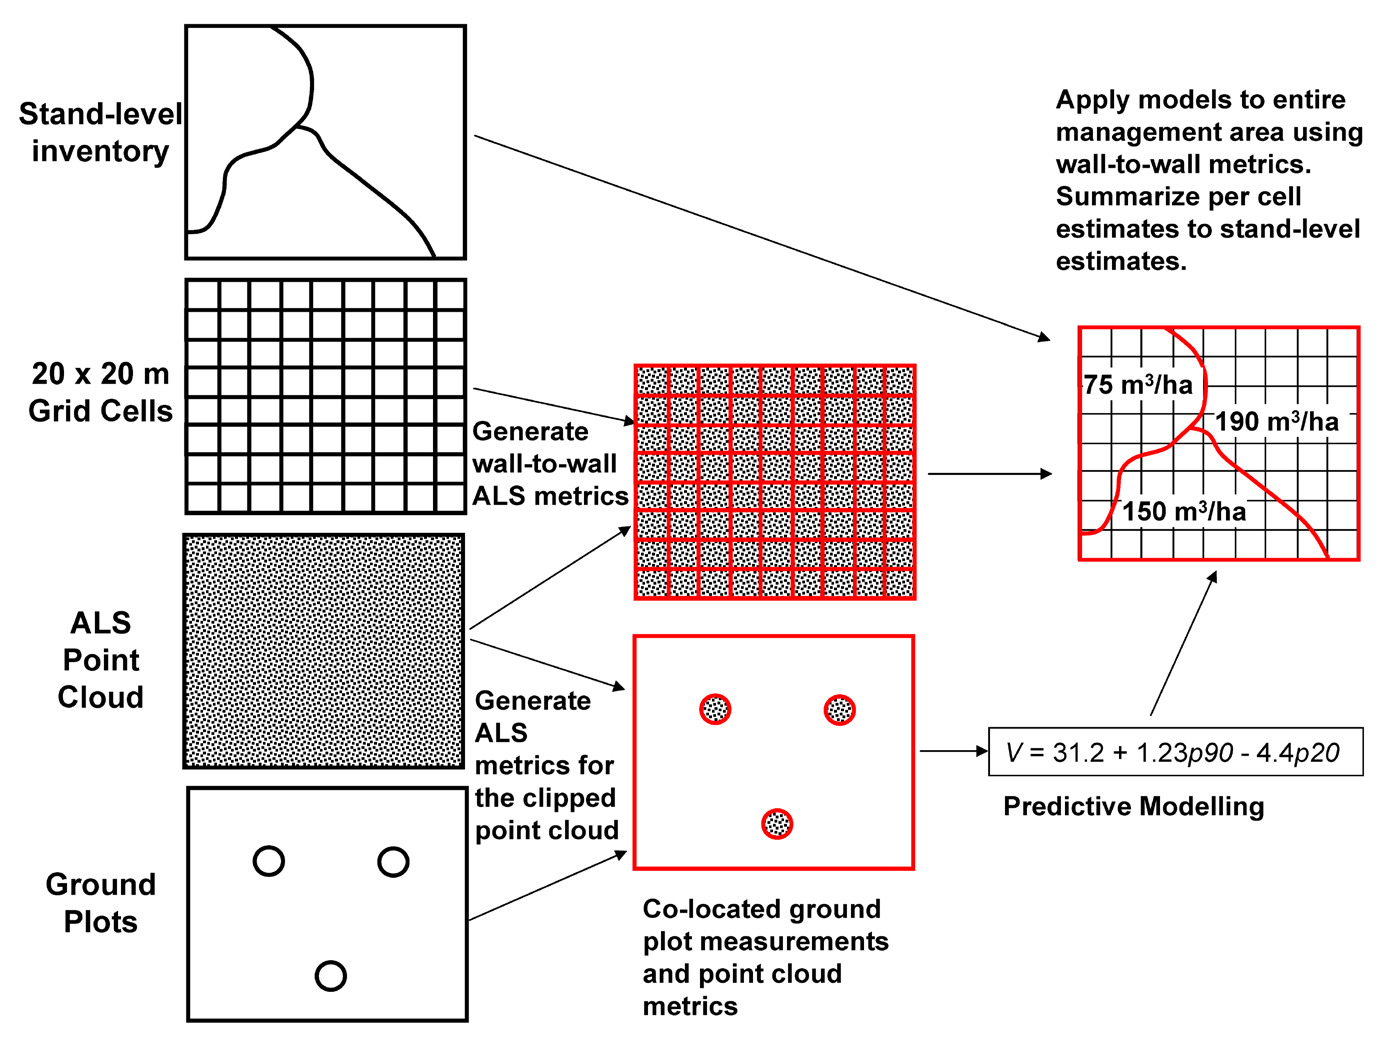 Stand-level
inventory
20 x 20 m
Grid Cells
ALS
Point
Cloud
Ground
Plots
Generate
wall-to-wall
ALS metrics
Generate
ALS
metrics for
the clipped
point cloud
Co-located ground
plot measurements
and point cloud
metrics
Apply models to entire
management area using
wall-to-wall metrics.
Summarize per cell
estimates to stand-level
estimates.
75 m³/ha
190 m³/ha
150 m³/ha
V = 31.2 + 1.23p90 - 4.4p20
Predictive Modelling